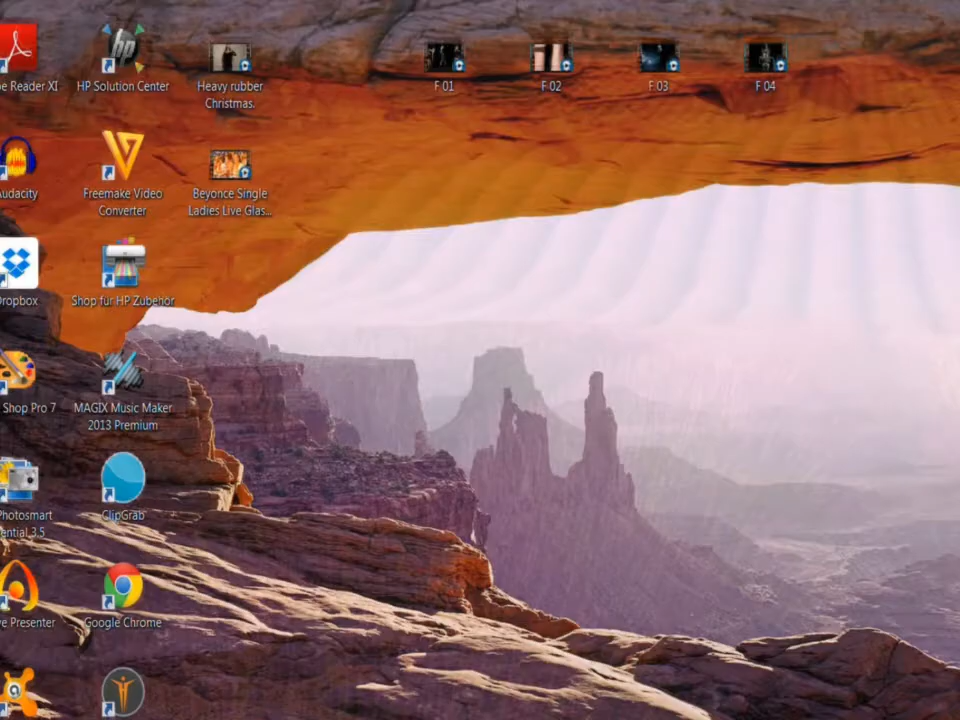 e Reader XI
HP Solution Center
Heavy rubber
Christmas.
F 01
F 02
F 03
F 04
Audacity
Freemake Video
Converter
Beyonce Single
Ladies Live Glas...
Dropbox
Shop für HP Zubehör
Shop Pro 7
MAGIX Music Maker
2013 Premium
Photosmart
ential 3.5
ClipGrab
ve Presenter
Google Chrome
hp